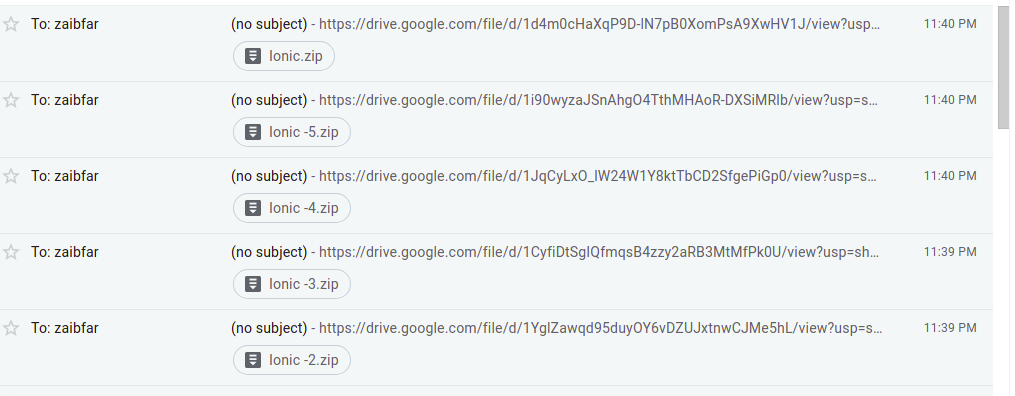 To: zaibfar (no subject) - https://drive.google.com/file/d/1d4m0cHaXqP9D-lN7pB0XomPsA9XwHV1J/view?usp... 11:40 PM
Ionic.zip
To: zaibfar (no subject) - https://drive.google.com/file/d/1i90wyzaJSnAhgO4TthMHAoR-DXSiMRlb/view?usp=s... 11:40 PM
Ionic -5.zip
To: zaibfar (no subject) - https://drive.google.com/file/d/1JqCyLxO_lW24W1Y8ktTbCD2SfgePiGp0/view?usp=s... 11:40 PM
Ionic -4.zip
To: zaibfar (no subject) - https://drive.google.com/file/d/1CyfiDtSglQfmqsB4zzy2aRB3MtMfPk0U/view?usp=sh... 11:39 PM
Ionic -3.zip
To: zaibfar (no subject) - https://drive.google.com/file/d/1YglZawqd95duyOY6vDZUJxtnwCJMe5hL/view?usp=s... 11:39 PM
Ionic -2.zip